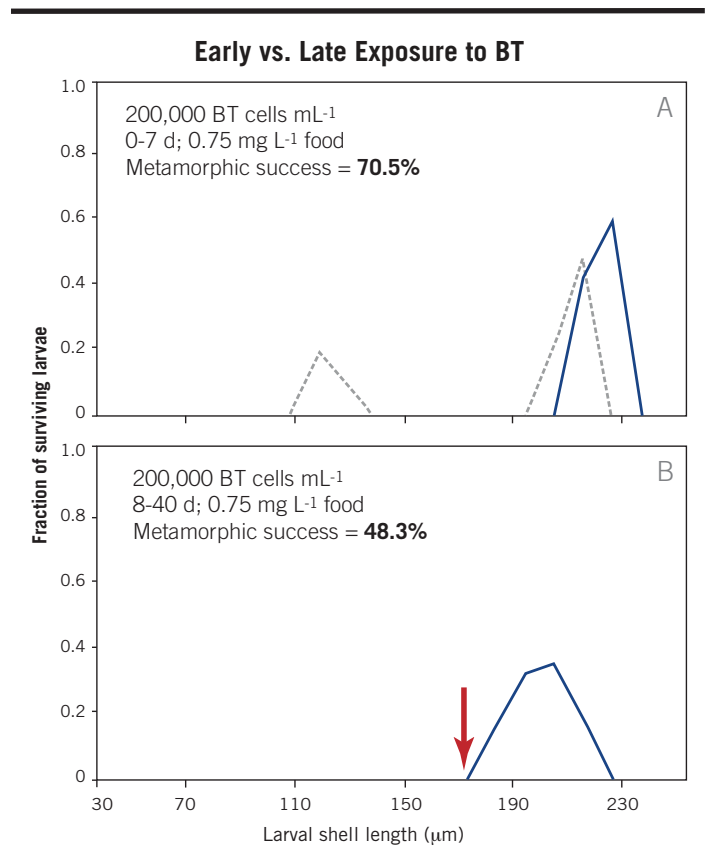 Early vs. Late Exposure to BT
Fraction of surviving larvae
A
200,000 BT cells mL-1
0-7 d; 0.75 mg L-1 food
Metamorphic success = 70.5%
1.0
0.8
0.6
0.4
0.2
0
B
200,000 BT cells mL-1
8-40 d; 0.75 mg L-1 food
Metamorphic success = 48.3%
1.0
0.8
0.6
0.4
0.2
0
30 70 110 150 190 230
Larval shell length (μm)